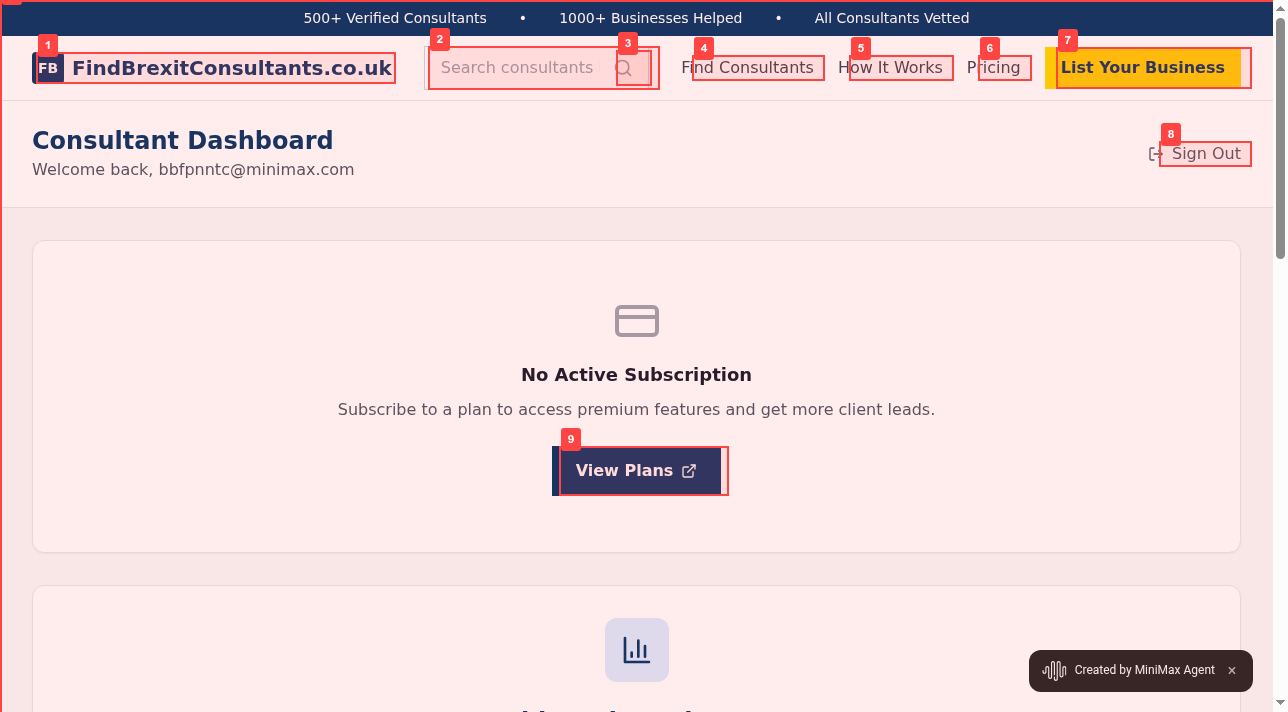 500+ Verified Consultants • 1000+ Businesses Helped • All Consultants Vetted
1 2 3 4 5 6 7
FB FindBrexitConsultants.co.uk Search consultants Find Consultants How It Works Pricing List Your Business
Consultant Dashboard
8
Welcome back, bbfpnntc@minimax.com
Sign Out
No Active Subscription
Subscribe to a plan to access premium features and get more client leads.
9
View Plans
Created by MiniMax Agent ×